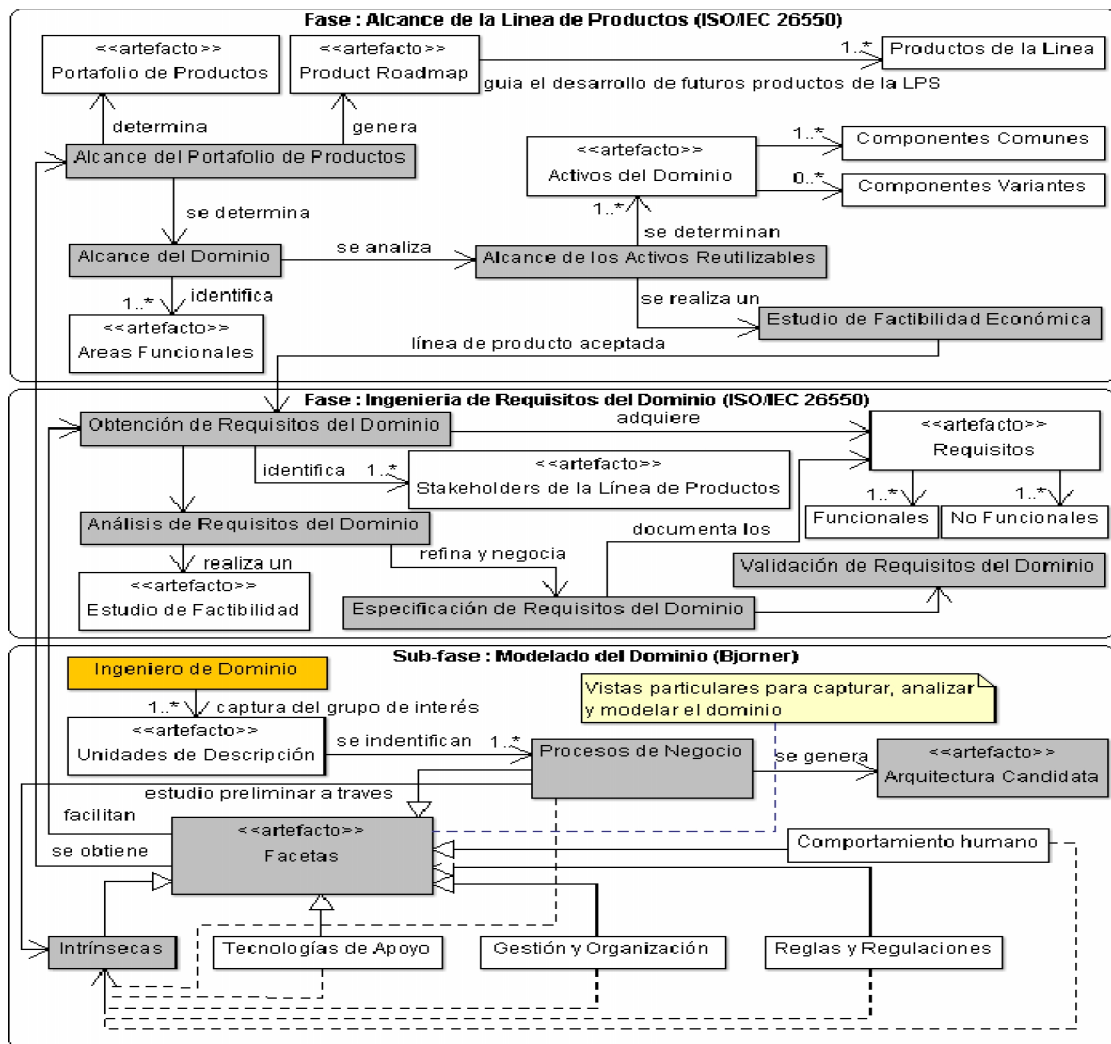 Fase : Alcance de la Linea de Productos (ISO/IEC 26550)
<<artefacto>>
Portafolio de Productos
<<artefacto>>
Product Roadmap
1..*
Productos de la Linea
guia el desarrollo de futuros productos de la LPS
determina
genera
Alcance del Portafolio de Productos
<<artefacto>>
Activos del Dominio
1..*
Componentes Comunes
0..*
Componentes Variantes
1..*
se determina
se determinan
Alcance del Dominio
se analiza
Alcance de los Activos Reutilizables
1..*
identifica
se realiza un
<<artefacto>>
Areas Funcionales
Estudio de Factibilidad Económica
línea de producto aceptada
Fase : Ingenieria de Requisitos del Dominio (ISO/IEC 26550)
Obtención de Requisitos del Dominio
adquiere
<<artefacto>>
Requisitos
identifica
1..*
<<artefacto>>
Stakeholders de la Línea de Productos
1..*
1..*
Funcionales
No Funcionales
Análisis de Requisitos del Dominio
documenta los
refina y negocia
realiza un
<<artefacto>>
Estudio de Factibilidad
Validación de Requisitos del Dominio
Especificación de Requisitos del Dominio
Sub-fase : Modelado del Dominio (Bjorner)
Ingeniero de Dominio
Vistas particulares para capturar, analizar
y modelar el dominio
1..*
captura del grupo de interés
<<artefacto>>
Unidades de Descripción
se indentifican
1..*
Procesos de Negocio
se genera
<<artefacto>>
Arquitectura Candidata
estudio preliminar a traves
facilitan
<<artefacto>>
Facetas
se obtiene
Comportamiento humano
Intrínsecas
Tecnologías de Apoyo
Gestión y Organización
Reglas y Regulaciones